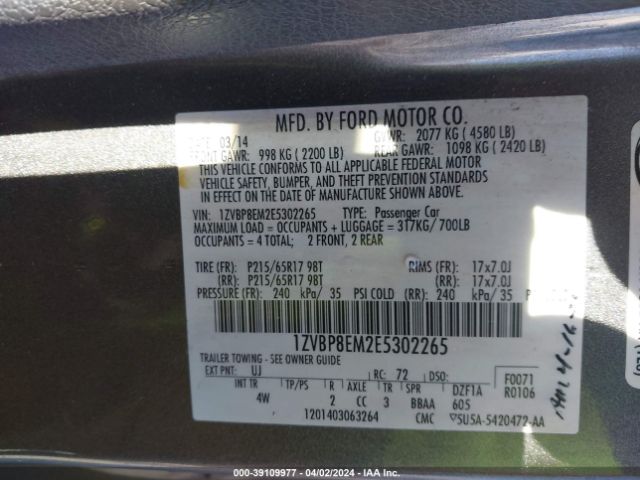 MFD. BY FORD MOTOR CO.
03/14 GVWR: 2077 KG ( 4580 LB)
GAWR: 998 KG ( 2200 LB) REAR GAWR: 1098 KG ( 2420 LB)
THIS VEHICLE CONFORMS TO ALL APPLICABLE FEDERAL MOTOR
VEHICLE SAFETY, BUMPER, AND THEFT PREVENTION STANDARDS
IN EFFECT ON THE DATE OF MANUFACTURE SHOWN ABOVE.
VIN: 1ZVBP8EM2E5302265 TYPE: Passenger Car
MAXIMUM LOAD = OCCUPANTS + LUGGAGE = 317KG/ 700LB
OCCUPANTS = 4 TOTAL; 2 FRONT, 2 REAR
TIRE (FR): P215/65R17 98T RIMS (FR): 17x7.0J
(RR): P215/65R17 98T (RR): 17x7.0J
PRESSURE (FR): 240 kPa/ 35 PSI COLD (RR): 240 kPa/ 35
1ZVBP8EM2E5302265
TRAILER TOWING - SEE OWNER GUIDE
EXT PNT: UJ RC: 72 DSO: F0071
INT TR TP/PS R AXLE TR SPR DZF1A R0106
4W 2 CC 3 BBAA 605
1201403063264 CMC SU5A-5420472-AA
000-39109977 - 04/02/2024 - IAA Inc.